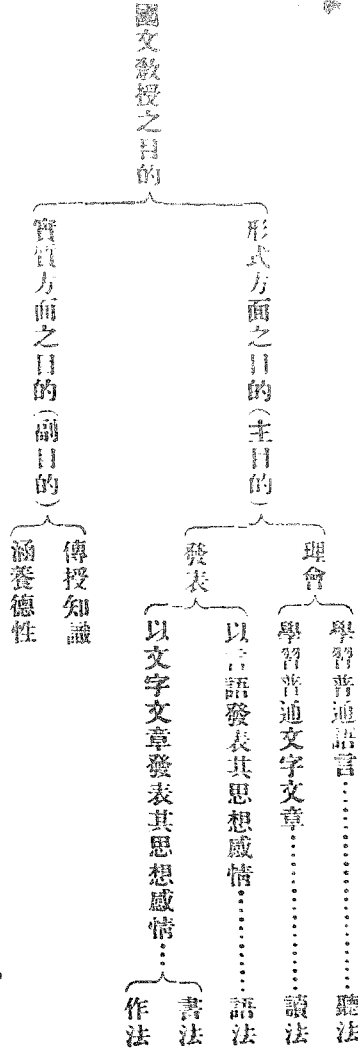 國文教授之目的
形式方面之目的(主目的)
理會
學習普通語言……聽法
學習普通文字文章……讀法
發表
以言語發表其思想感情……語法
以文字文章發表其思想感情……
書法
作法
實質方面之目的(副目的)
傳授知識
涵養德性